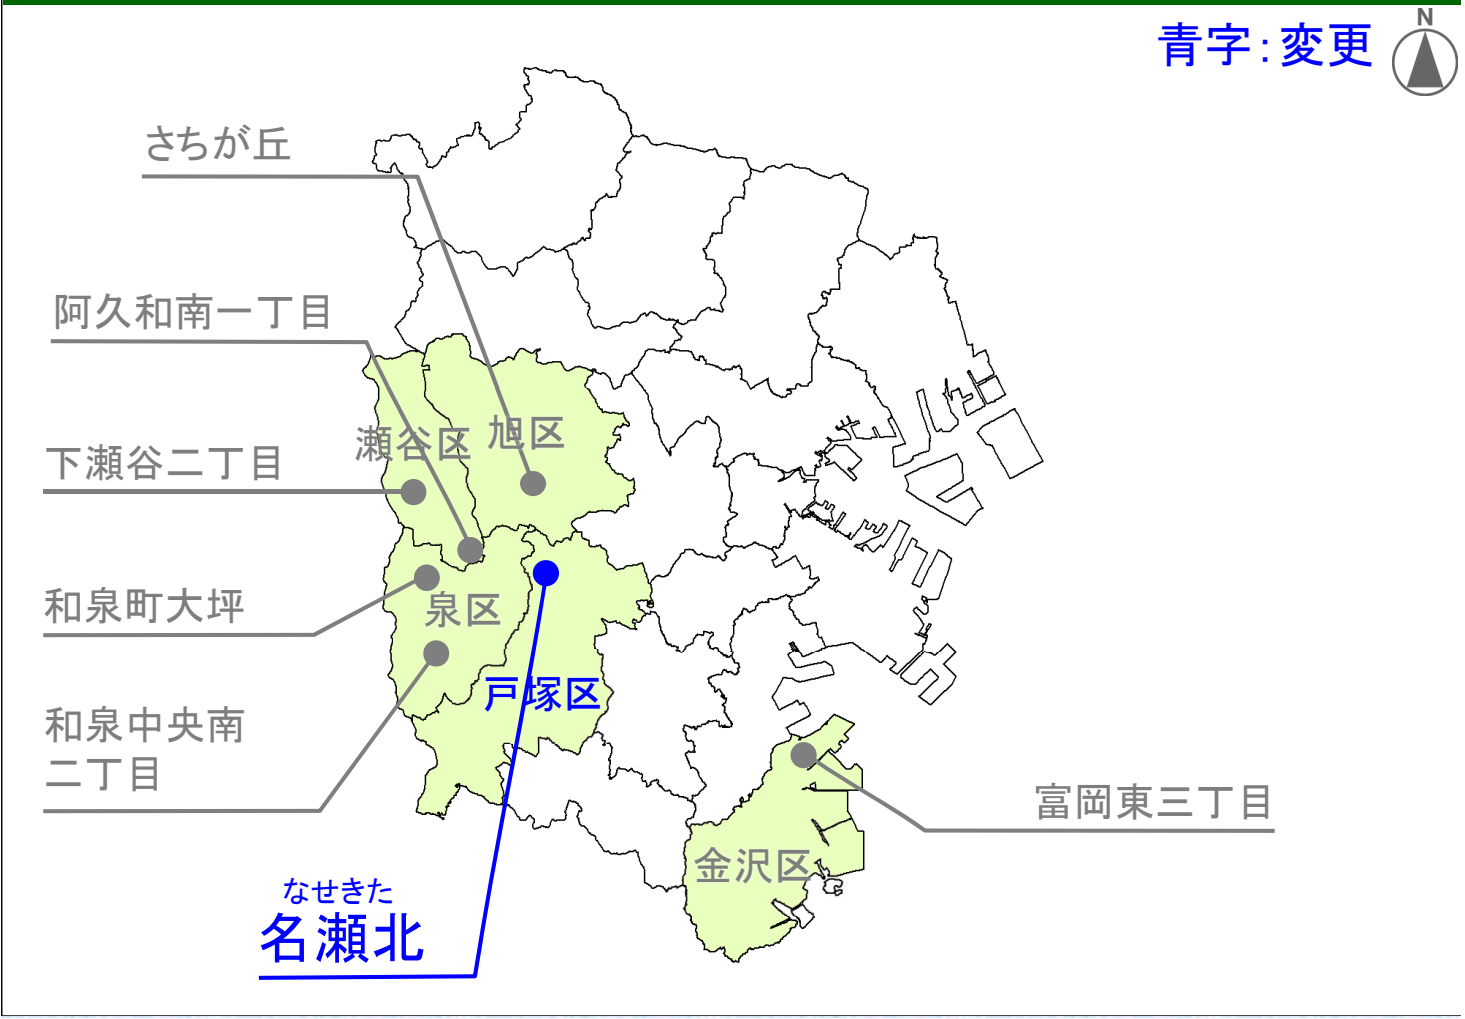 青字:変更
N
さちが丘
阿久和南一丁目
瀬谷区
旭区
下瀬谷二丁目
和泉町大坪
泉区
戸塚区
和泉中央南
二丁目
富岡東三丁目
金沢区
なせきた
名瀬北